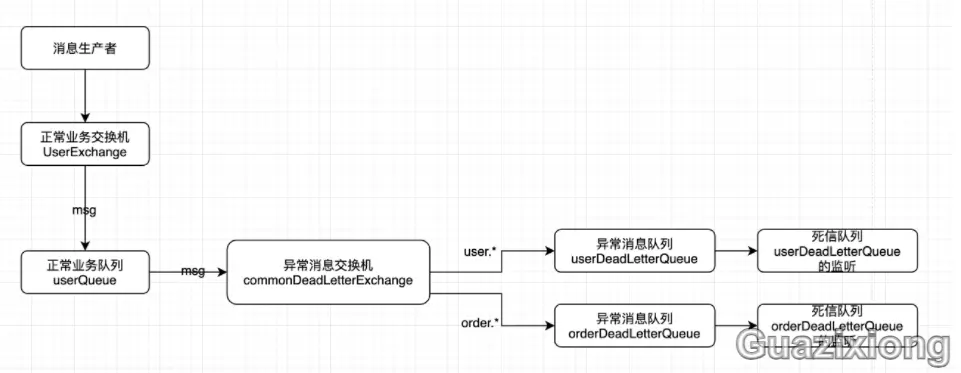 消息生产者
正常业务交换机
UserExchange
msg
正常业务队列
userQueue
msg
异常消息交换机
commonDeadLetterExchange
user.*
异常消息队列
userDeadLetterQueue
死信队列
userDeadLetterQueue
的监听
order.*
异常消息队列
orderDeadLetterQueue
死信队列
orderDeadLetterQueue
的监听
Guazixiong